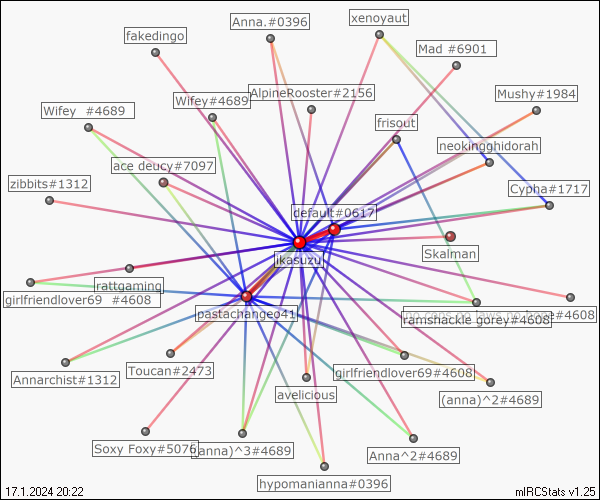 xenoyaut
Anna.#0396
fakedingo
Mad #6901
AlpineRooster#2156
Mushy#1984
Wifey #4689
Wifey#4689
frisout
neokingghidorah
ace deucy#7097
zibbits#1312
Cypha#1717
default#0617
Skalman
ikasuzu
rattgaming
girlfriendlover69 #4608
pastachangeo41
ramshackle gorey#4608
#4608
Annarchist#1312
Toucan#2473
girlfriendlover69#4608
avelicious
(anna)^2#4689
Soxy Foxy#5076
(anna)^3#4689
Anna^2#4689
hypomanianna#0396
17.1.2024 20:22
mIRCStats v1.25